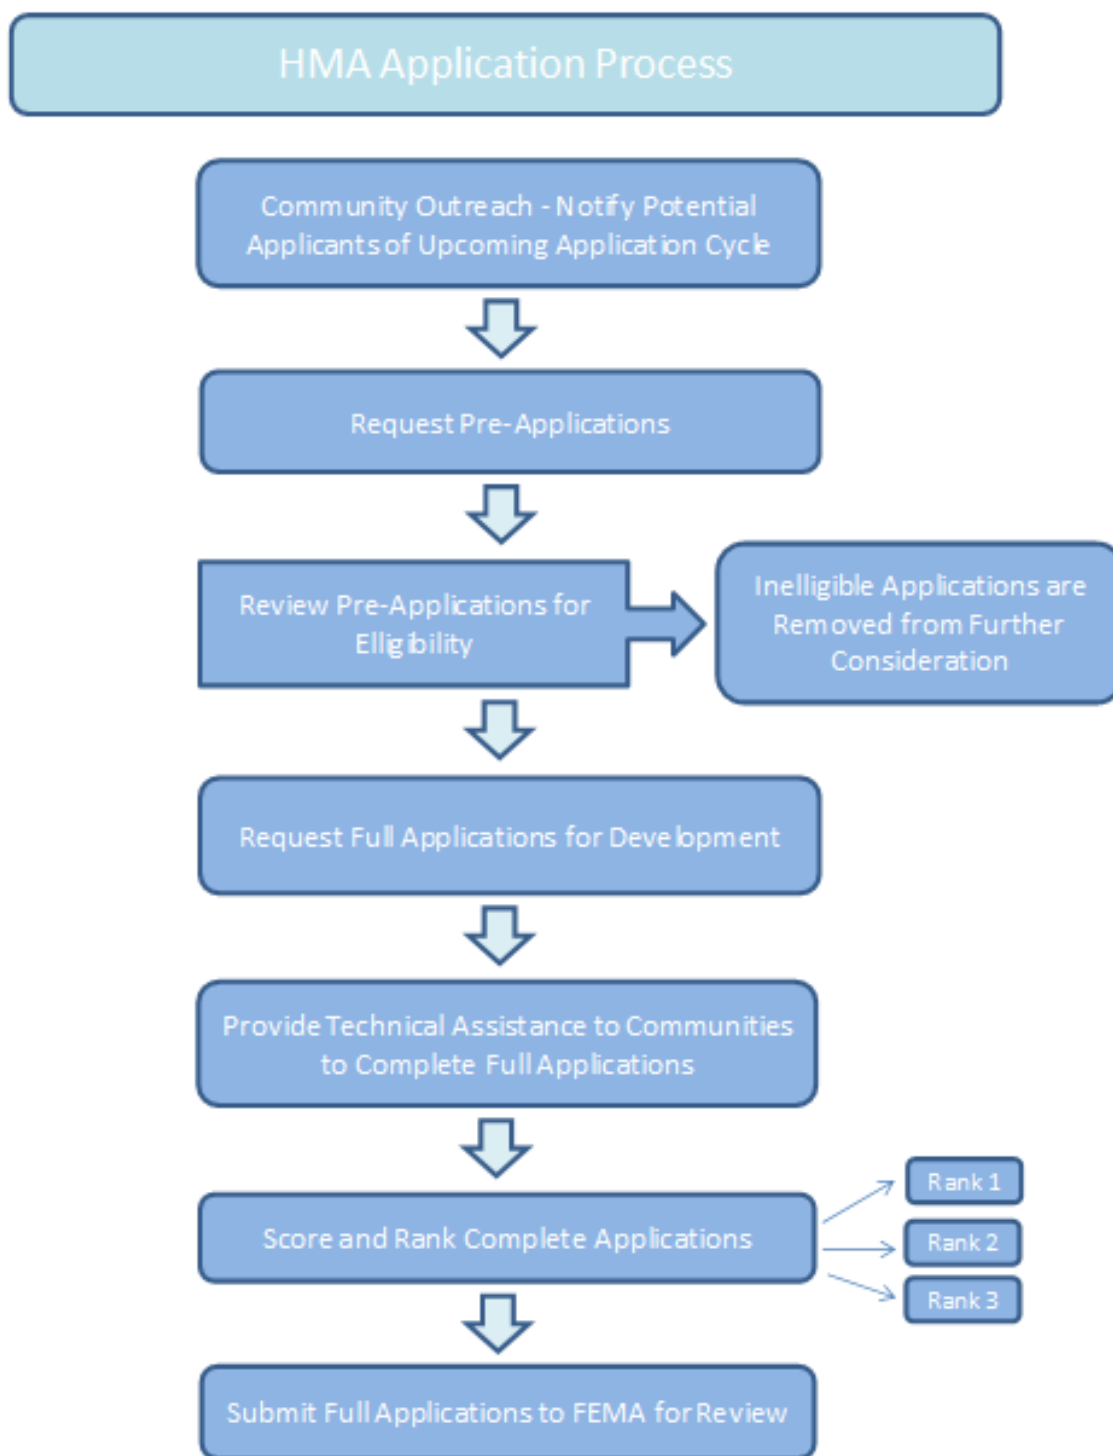 HMA Application Process
Community Outreach - Notify Potential
Applicants of Upcoming Application Cycle
Request Pre-Applications
Review Pre-Applications for
Elligibility
Inelligible Applications are
Removed from Further
Consideration
Request Full Applications for Development
Provide Technical Assistance to Communities
to Complete Full Applications
Score and Rank Complete Applications
Rank 1
Rank 2
Rank 3
Submit Full Applications to FEMA for Review